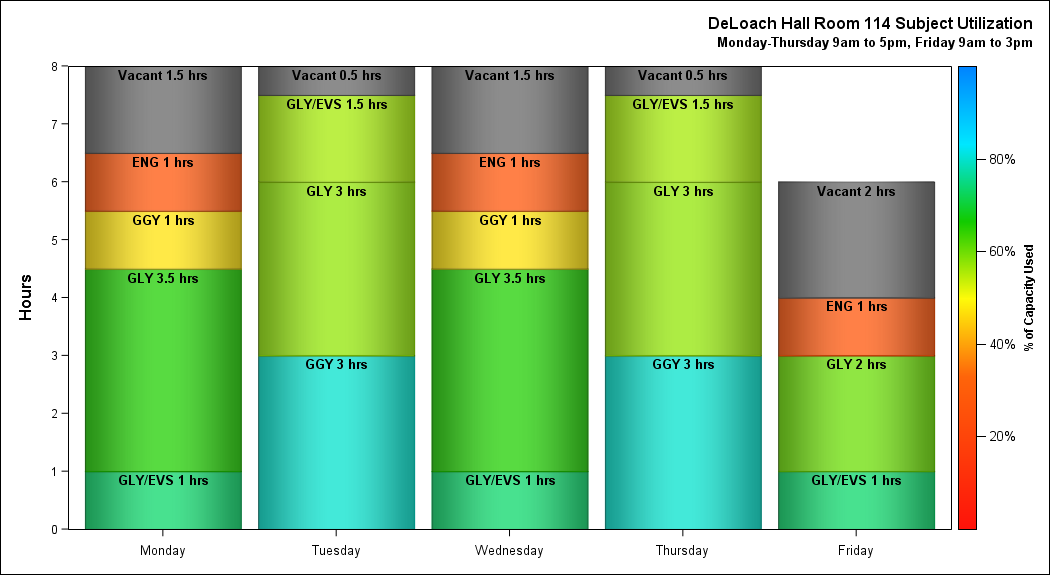 DeLoach Hall Room 114 Subject Utilization
Monday-Thursday 9am to 5pm, Friday 9am to 3pm
Hours
8
7
6
5
4
3
2
1
0
Vacant 1.5 hrs
ENG 1 hrs
GGY 1 hrs
GLY 3.5 hrs
GLY/EVS 1 hrs
Vacant 0.5 hrs
GLY/EVS 1.5 hrs
GLY 3 hrs
GGY 3 hrs
Vacant 1.5 hrs
ENG 1 hrs
GGY 1 hrs
GLY 3.5 hrs
GLY/EVS 1 hrs
Vacant 0.5 hrs
GLY/EVS 1.5 hrs
GLY 3 hrs
GGY 3 hrs
Vacant 2 hrs
ENG 1 hrs
GLY 2 hrs
GLY/EVS 1 hrs
Monday
Tuesday
Wednesday
Thursday
Friday
80%
60%
40%
20%
% of Capacity Used